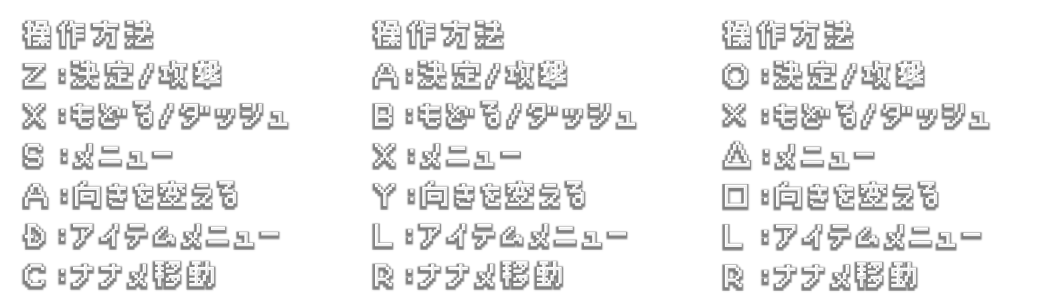 操作方法
Z:決定/攻撃
X:もどる/ダッシュ
S:メニュー
A:向きを変える
D:アイテムメニュー
C:ナナメ移動
操作方法
A:決定/攻撃
B:もどる/ダッシュ
X:メニュー
Y:向きを変える
L:アイテムメニュー
R:ナナメ移動
操作方法
○:決定/攻撃
×:もどる/ダッシュ
△:メニュー
□:向きを変える
L:アイテムメニュー
R:ナナメ移動